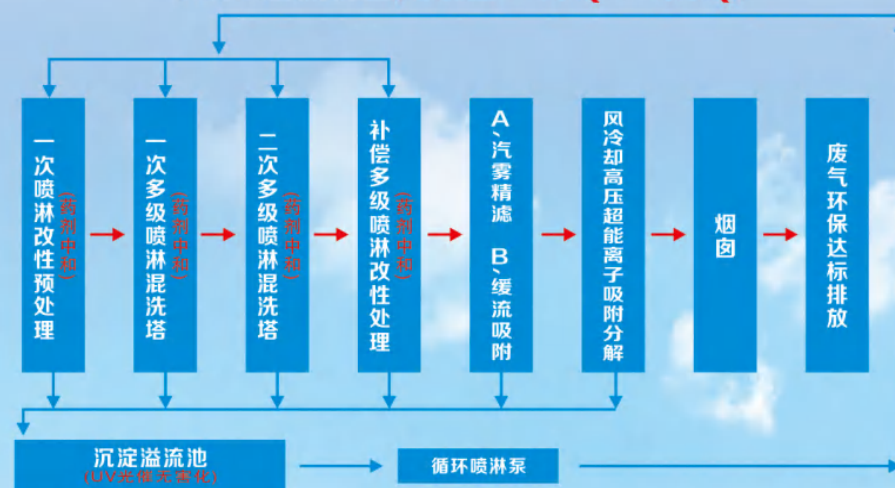 一次喷淋改性预处理
(药剂中和)
一次多级喷淋混洗塔
(药剂中和)
二次多级喷淋混洗塔
(药剂中和)
补偿多级喷淋改性处理
(药剂中和)
A、汽雾精滤 B、缓流吸附
风冷却高压超能离子吸附分解
烟囱
废气环保达标排放
沉淀溢流池
(UV光催无害化)
循环喷淋泵